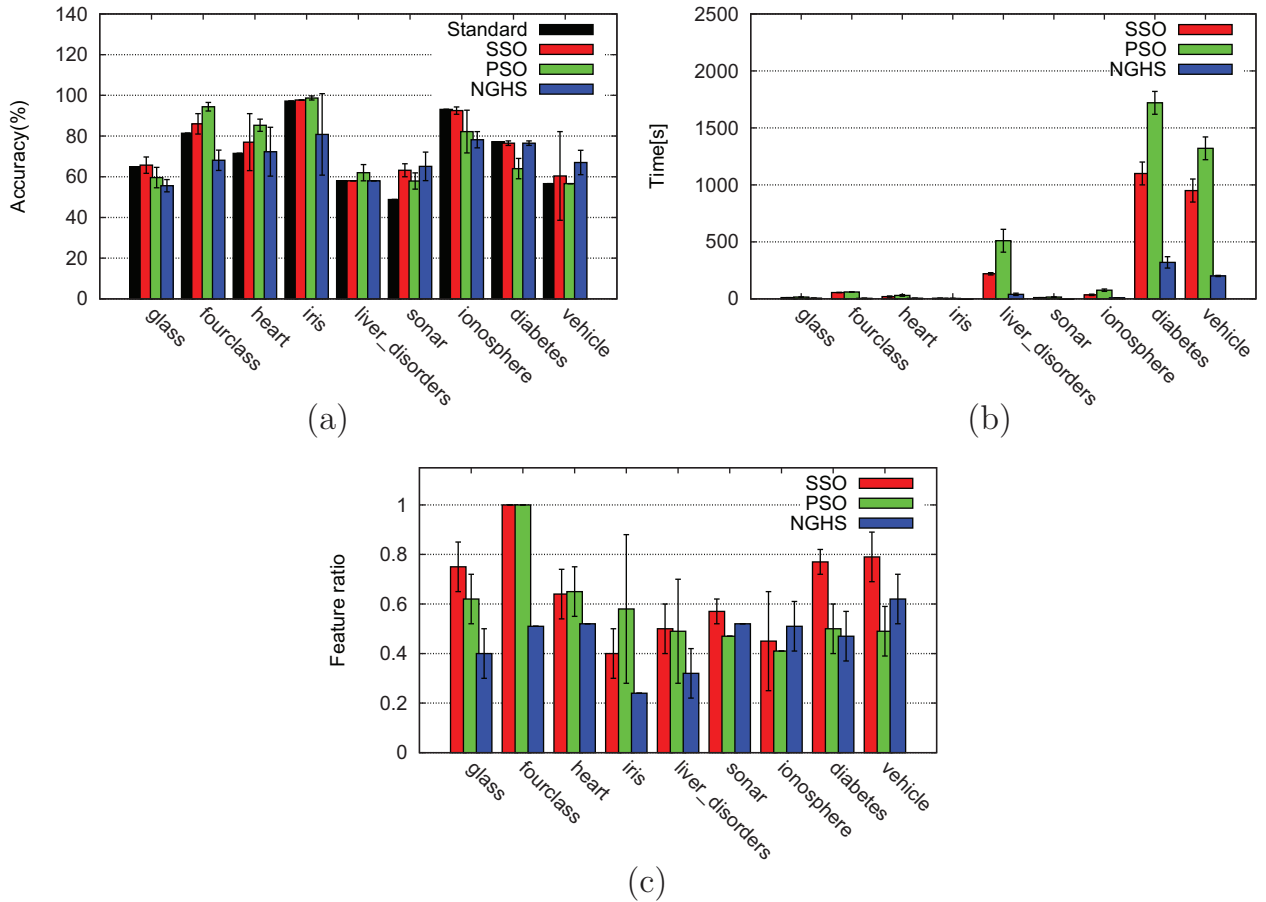 140
120
100
80
60
40
20
0
Accuracy(%)
Standard
SSO
PSO
NGHS
glass
fourclass
heart
iris
liver_disorders
sonar
ionosphere
diabetes
vehicle
(a)
2500
2000
1500
1000
500
0
Time[s]
SSO
PSO
NGHS
glass
fourclass
heart
iris
liver_disorders
sonar
ionosphere
diabetes
vehicle
(b)
1
0.8
0.6
0.4
0.2
0
Feature ratio
SSO
PSO
NGHS
glass
fourclass
heart
iris
liver_disorders
sonar
ionosphere
diabetes
vehicle
(c)